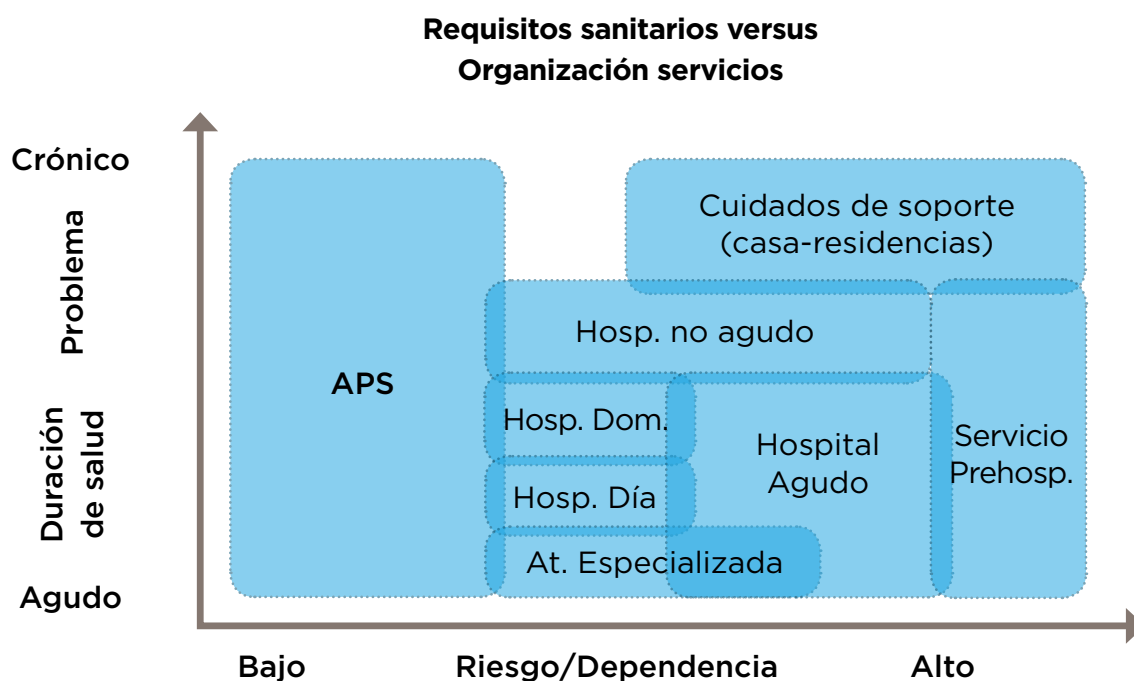 Requisitos sanitarios versus
Organización servicios
Crónico
Problema
Duración
de salud
Agudo
Cuidados de soporte
(casa-residencias)
Hosp. no agudo
APS
Hosp. Dom.
Hospital
Agudo
Servicio
Prehosp.
Hosp. Día
At. Especializada
Bajo
Riesgo/Dependencia
Alto